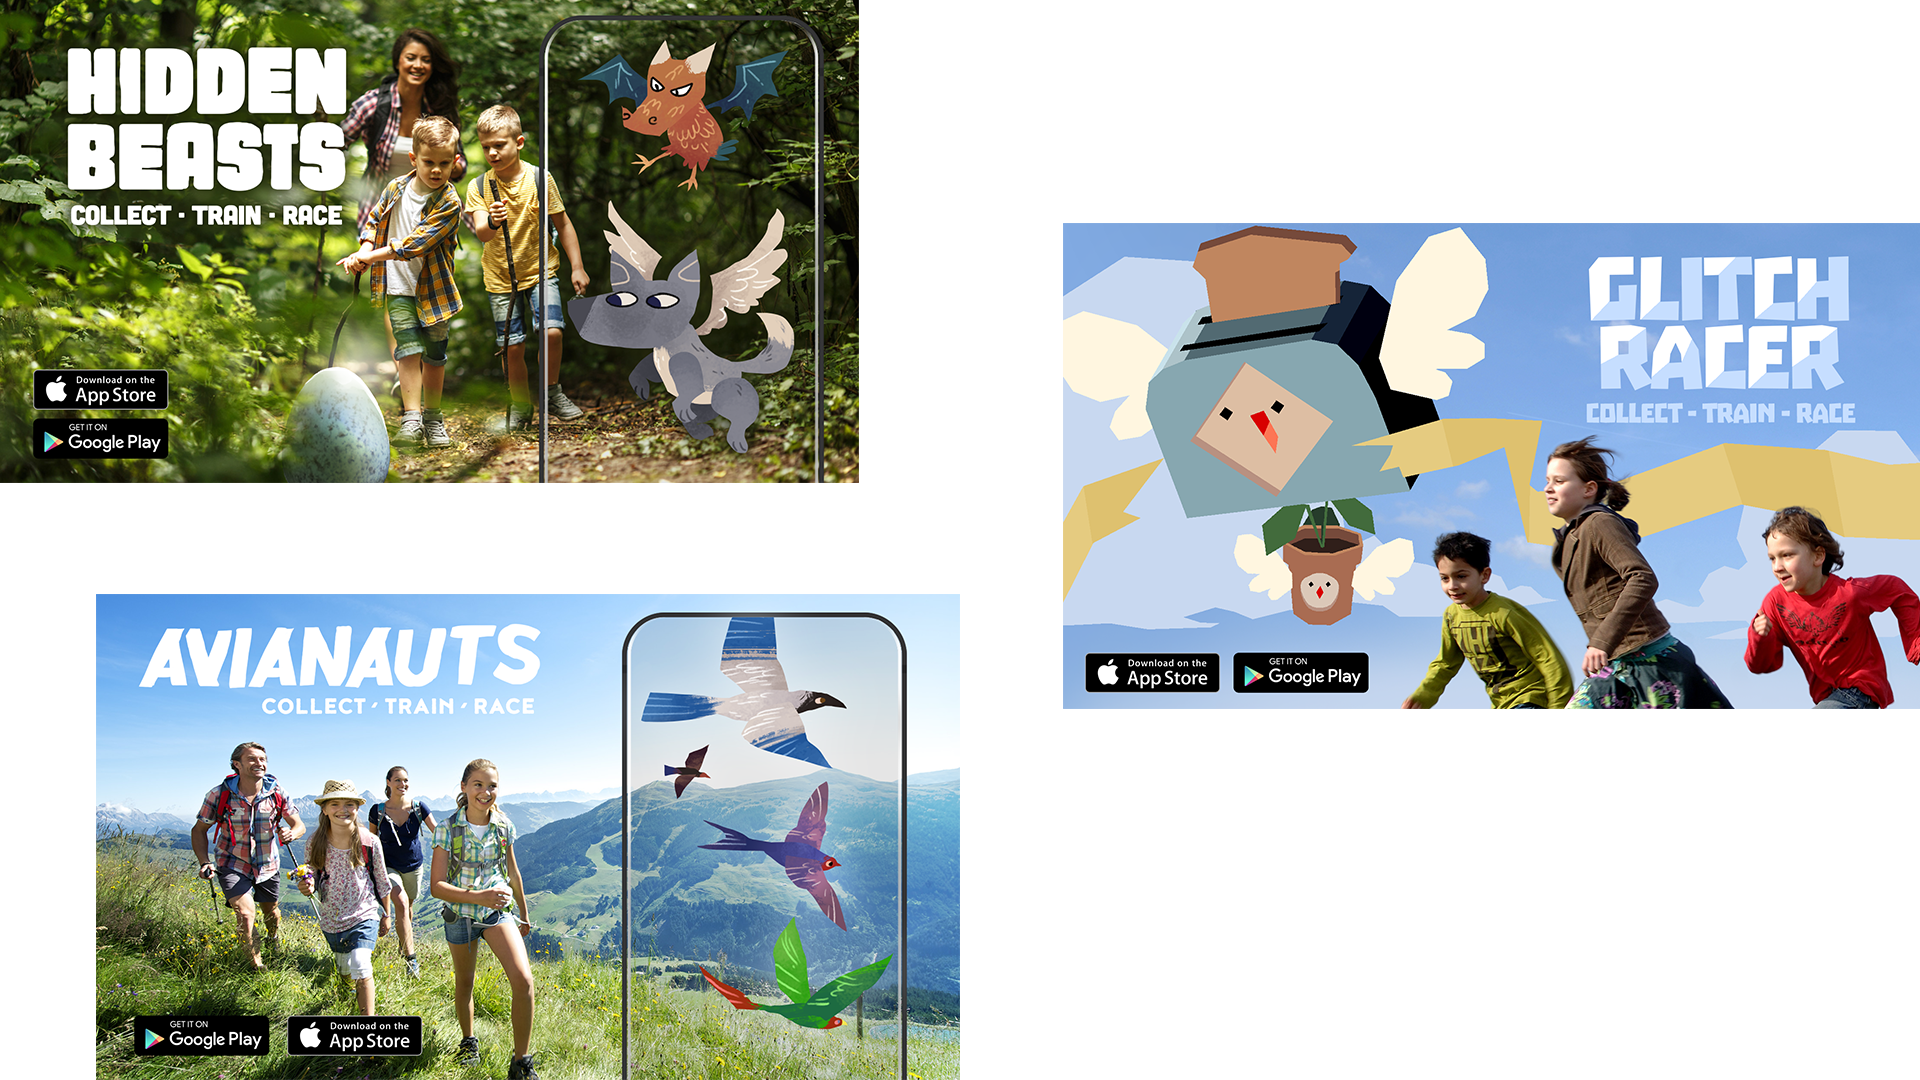 HIDDEN
BEASTS
COLLECT · TRAIN · RACE
Download on the
App Store
GET IT ON
Google Play
GLITCH
RACER
COLLECT - TRAIN - RACE
Download on the
App Store
GET IT ON
Google Play
AVIANAUTS
COLLECT · TRAIN · RACE
GET IT ON
Google Play
Download on the
App Store